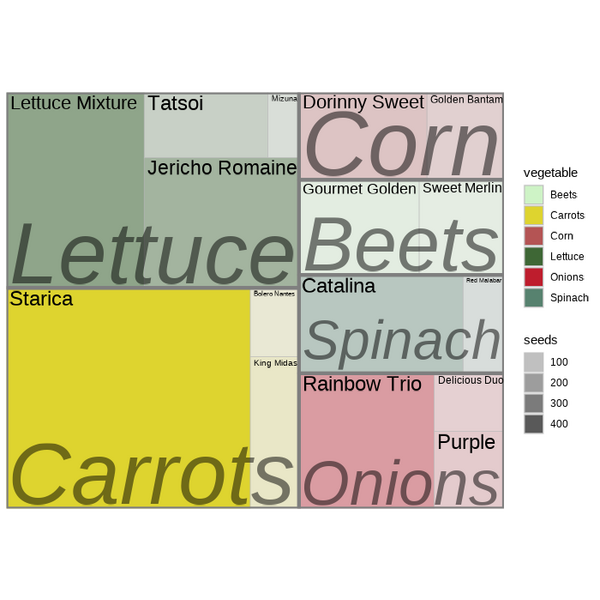 Lettuce Mixture
Tatsoi
Mizuna
Jericho Romaine
Lettuce
Starica
Bolero Nantes
King Midas
Carrots
Dorinny Sweet
Golden Bantam
Corn
Gourmet Golden
Sweet Merlin
Beets
Catalina
Red Malabar
Spinach
Rainbow Trio
Delicious Duo
Purple
Onions
vegetable
Beets
Carrots
Corn
Lettuce
Onions
Spinach
seeds
100
200
300
400